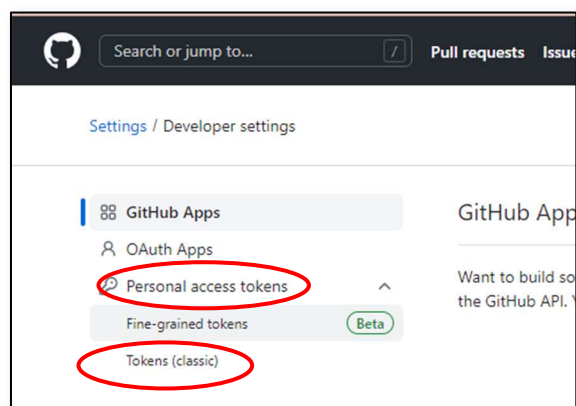 Search or jump to... / Pull requests Issue
Settings / Developer settings
GitHub Apps
OAuth Apps
Personal access tokens
Fine-grained tokens Beta
Tokens (classic)
GitHub App
Want to build so
the GitHub API. Y